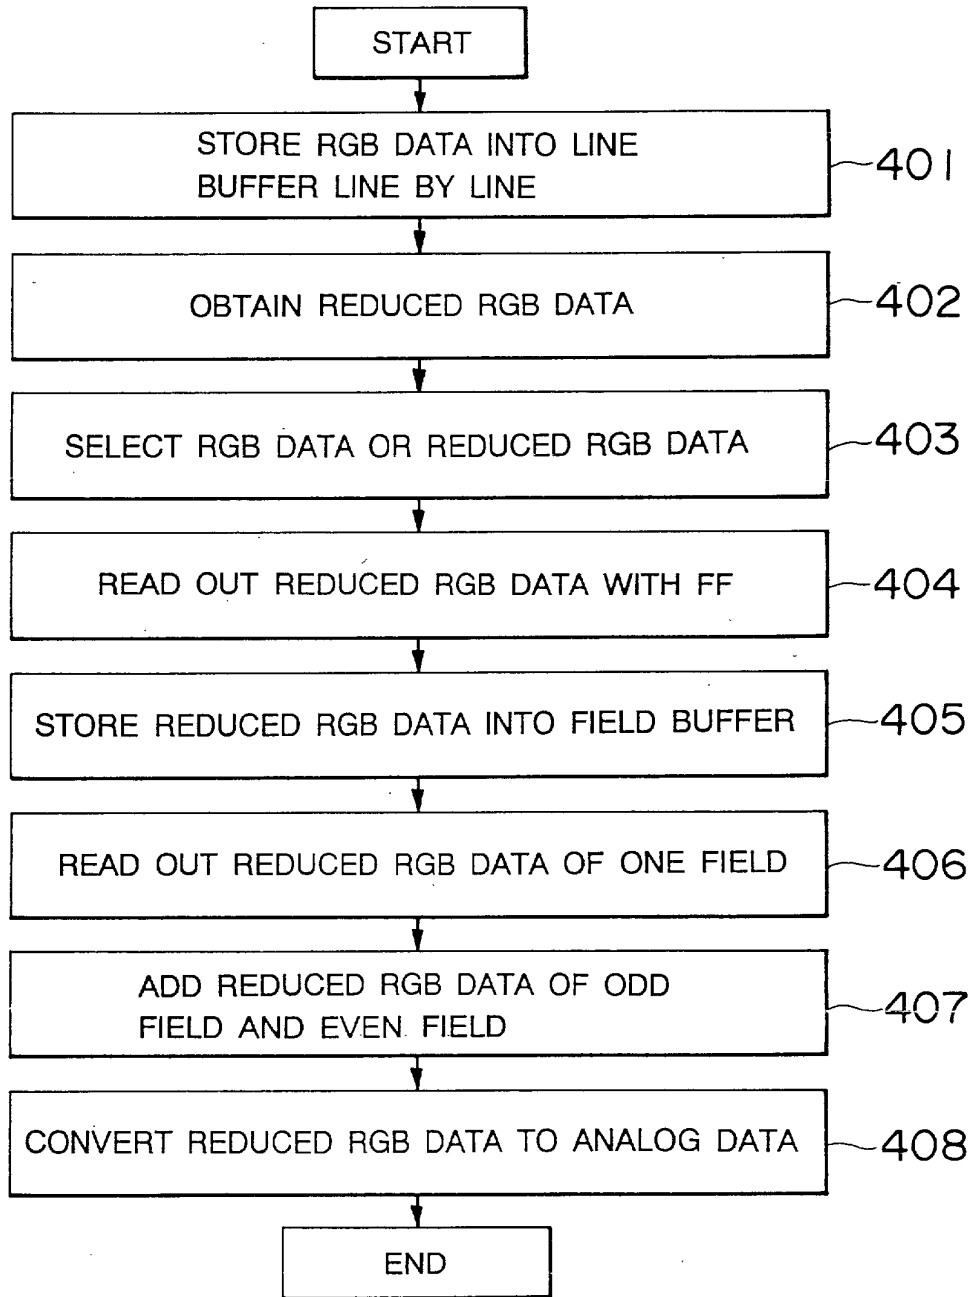 START
STORE RGB DATA INTO LINE
BUFFER LINE BY LINE
401
OBTAIN REDUCED RGB DATA
402
SELECT RGB DATA OR REDUCED RGB DATA
403
READ OUT REDUCED RGB DATA WITH FF
404
STORE REDUCED RGB DATA INTO FIELD BUFFER
405
READ OUT REDUCED RGB DATA OF ONE FIELD
406
ADD REDUCED RGB DATA OF ODD
FIELD AND EVEN FIELD
407
CONVERT REDUCED RGB DATA TO ANALOG DATA
408
END